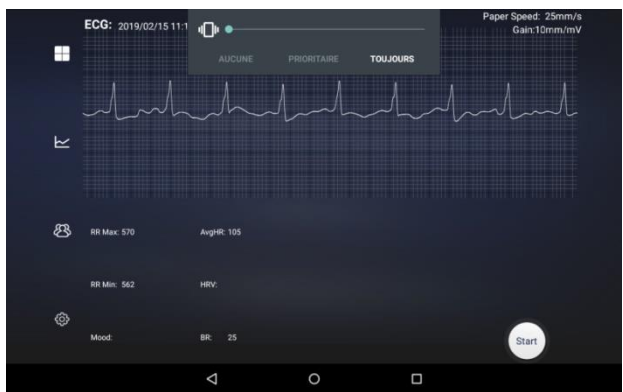 ECG: 2019/02/15 11:1
Paper Speed: 25mm/s
Gain:10mm/mV
AUCUNE PRIORITAIRE TOUJOURS
RR Max: 570 AvgHR: 105
RR Min: 562 HRV:
Mood: BR: 25
Start